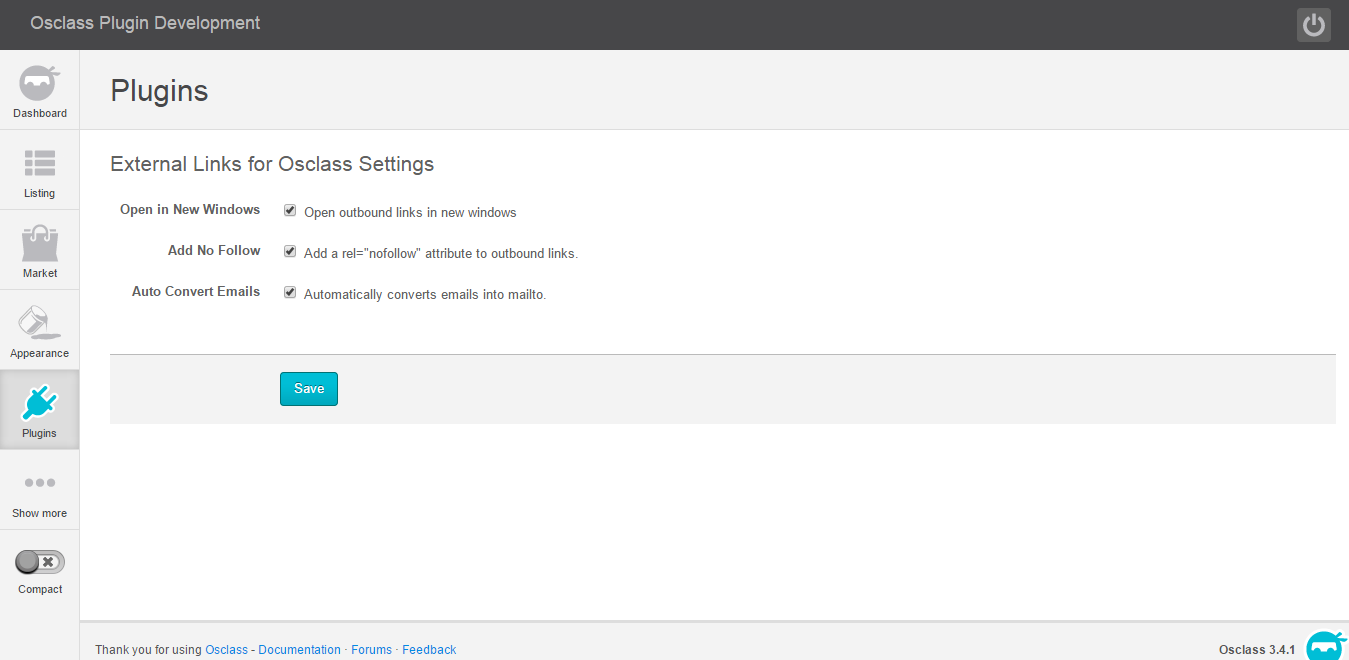 Osclass Plugin Development
Dashboard
Listing
Market
Appearance
Plugins
Show more
Compact
Plugins
External Links for Osclass Settings
Open in New Windows Open outbound links in new windows
Add No Follow Add a rel="nofollow" attribute to outbound links.
Auto Convert Emails Automatically converts emails into mailto.
Save
Thank you for using Osclass - Documentation · Forums · Feedback
Osclass 3.4.1